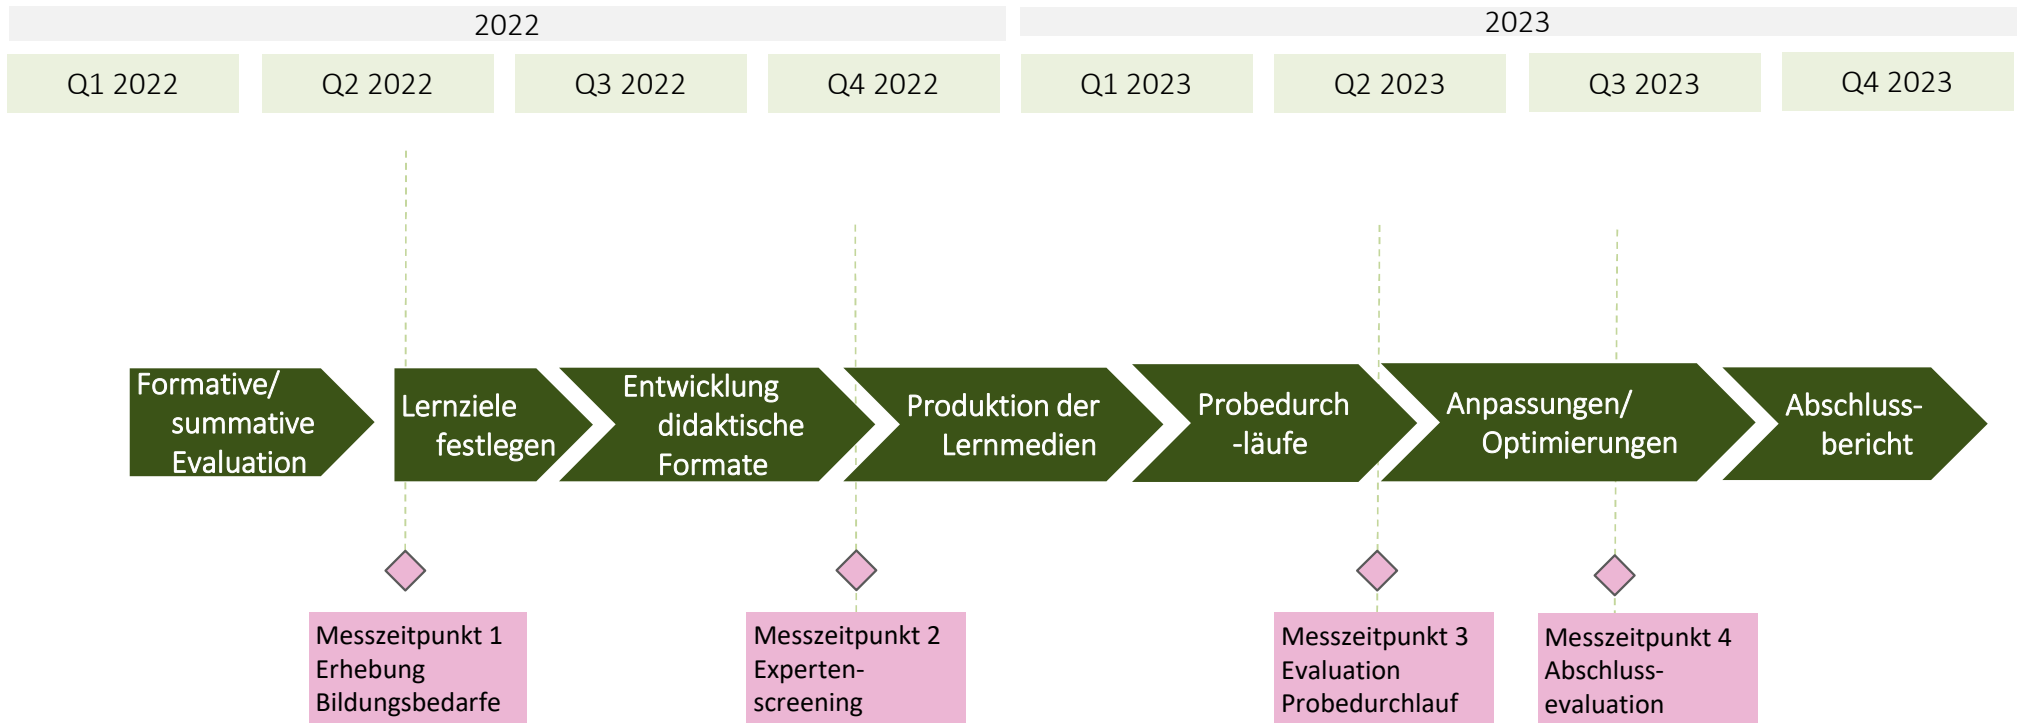 2022
2023
Q1 2022
Q2 2022
Q3 2022
Q4 2022
Q1 2023
Q2 2023
Q3 2023
Q4 2023
Formative/
summative
Evaluation
Lernziele
festlegen
Entwicklung
didaktische
Formate
Produktion der
Lernmedien
Probedurch
-läufe
Anpassungen/
Optimierungen
Abschluss-
bericht
Messzeitpunkt 1
Erhebung
Bildungsbedarfe
Messzeitpunkt 2
Experten-
screening
Messzeitpunkt 3
Evaluation
Probedurchlauf
Messzeitpunkt 4
Abschluss-
evaluation